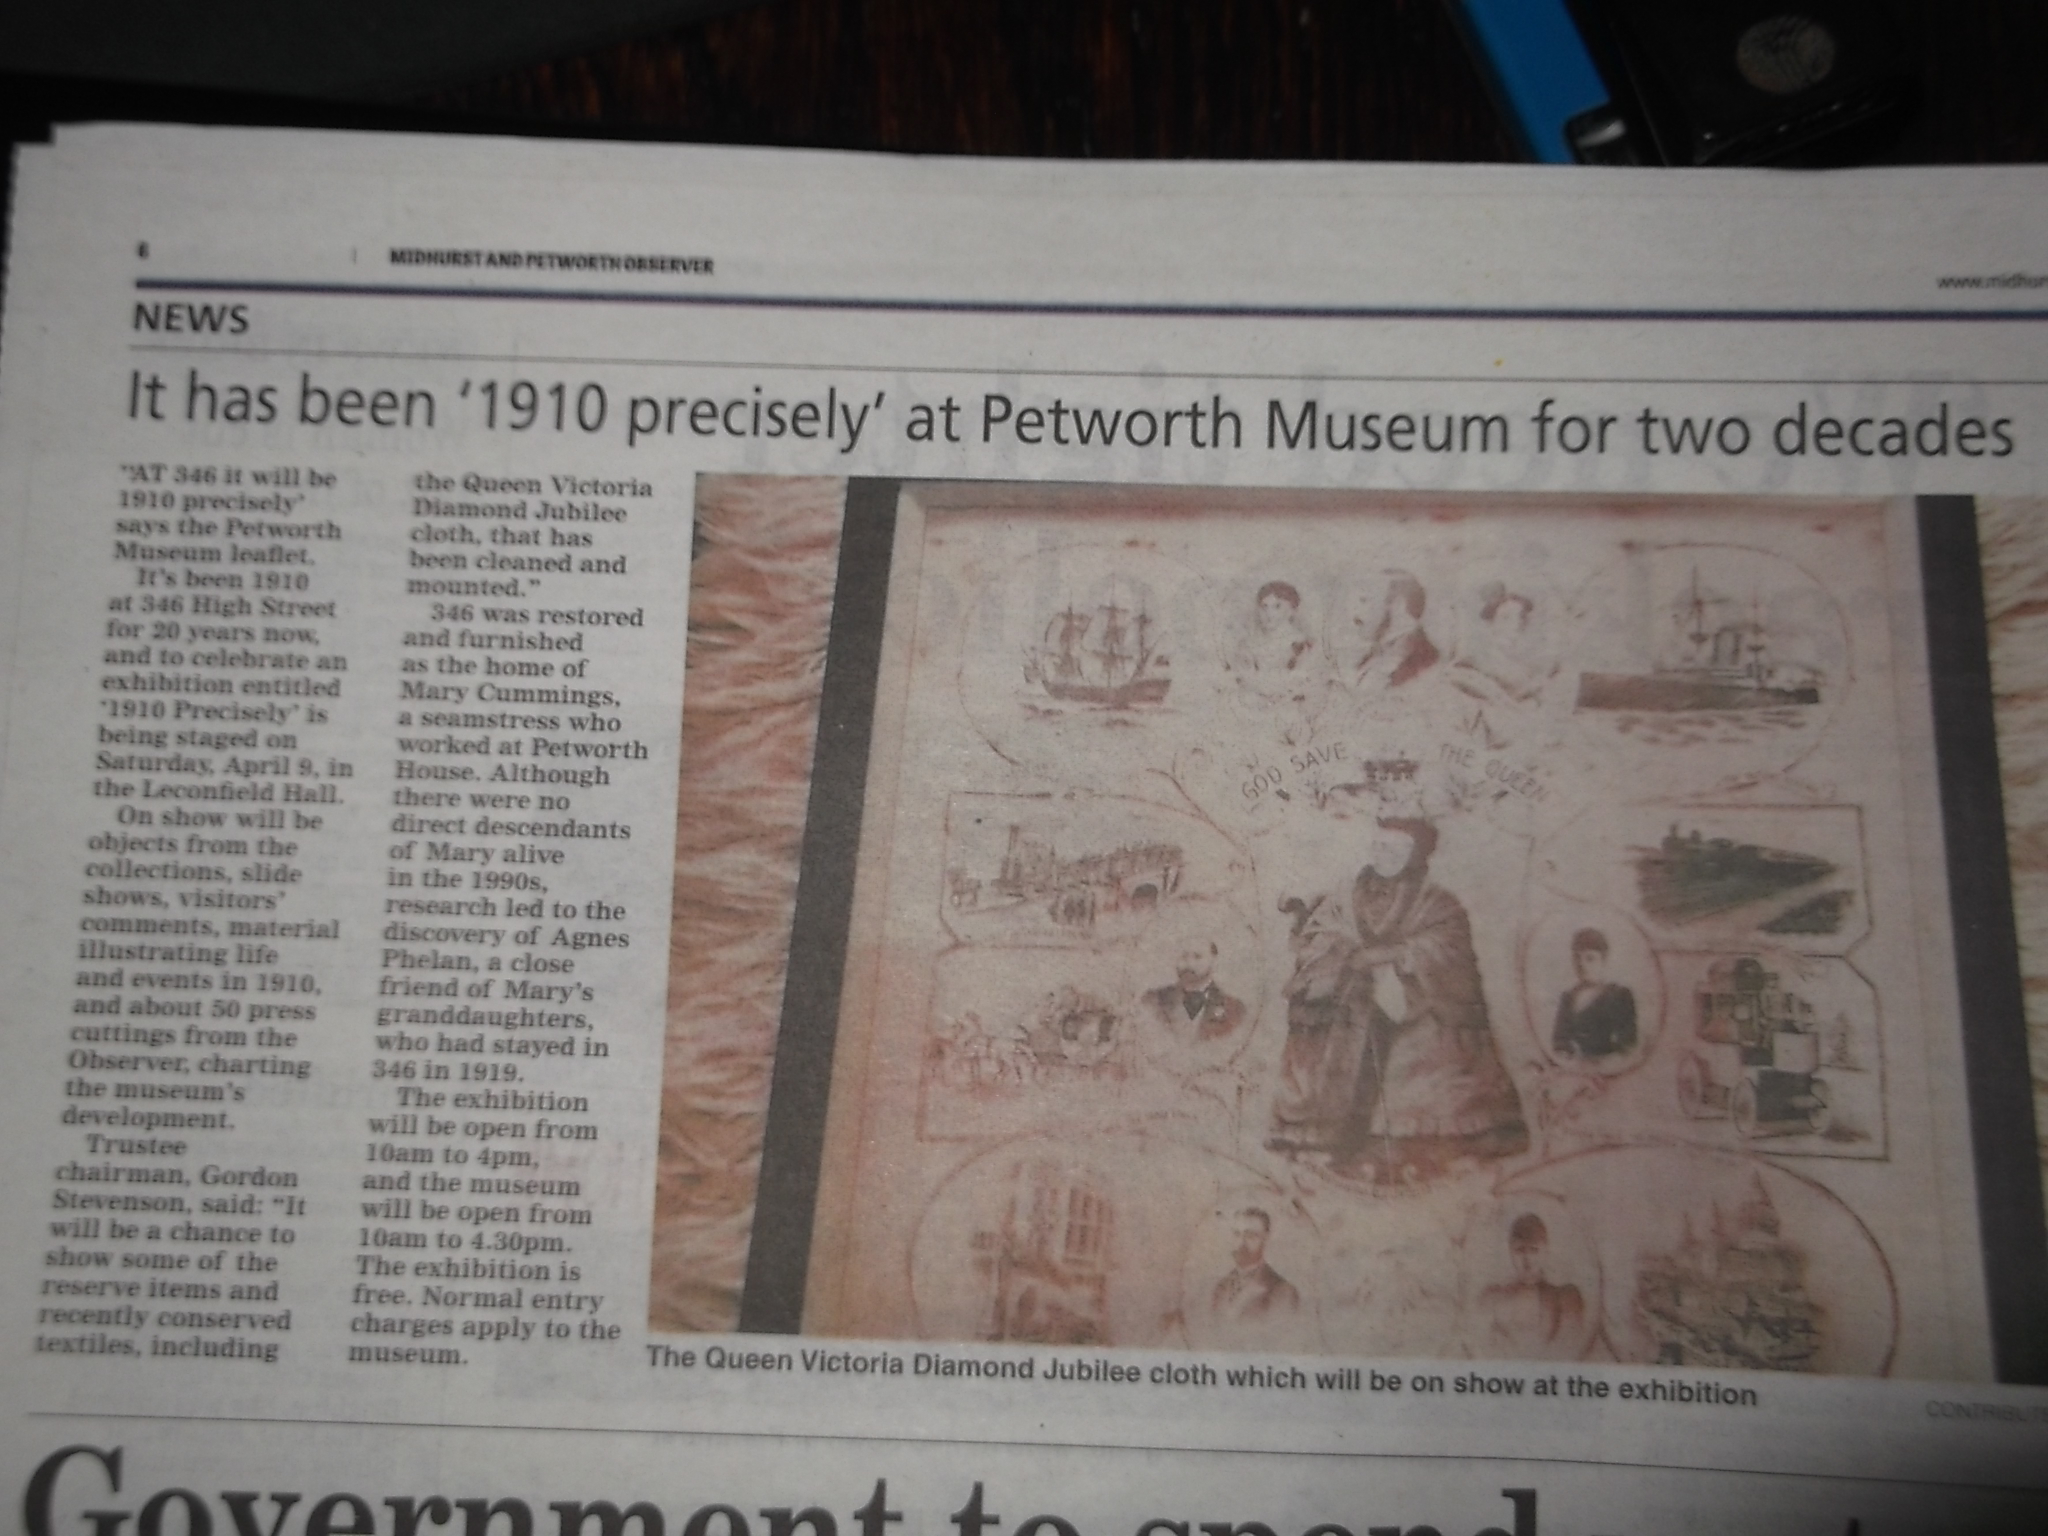 6
MIDHURST AND PETWORTH OBSERVER
NEWS
It has been '1910 precisely' at Petworth Museum for two decades
"AT 346 it will be
1910 precisely'
says the Petworth
Museum leaflet.
It's been 1910
at 346 High Street
for 20 years now,
and to celebrate an
exhibition entitled
'1910 Precisely' is
being staged on
Saturday, April 9, in
the Leconfield Hall.
On show will be
objects from the
collections, slide
shows, visitors'
comments, material
illustrating life
and events in 1910,
and about 50 press
cuttings from the
Observer, charting
the museum's
development.
Trustee
chairman, Gordon
Stevenson, said: "It
will be a chance to
show some of the
reserve items and
recently conserved
textiles, including
the Queen Victoria
Diamond Jubilee
cloth, that has
been cleaned and
mounted."
346 was restored
and furnished
as the home of
Mary Cummings,
a seamstress who
worked at Petworth
House. Although
there were no
direct descendants
of Mary alive
in the 1990s,
research led to the
discovery of Agnes
Phelan, a close
friend of Mary's
granddaughters,
who had stayed in
346 in 1919.
The exhibition
will be open from
10am to 4pm,
and the museum
will be open from
10am to 4.30pm.
The exhibition is
free. Normal entry
charges apply to the
museum.
GOD SAVE THE QUEEN
The Queen Victoria Diamond Jubilee cloth which will be on show at the exhibition
Government to spend